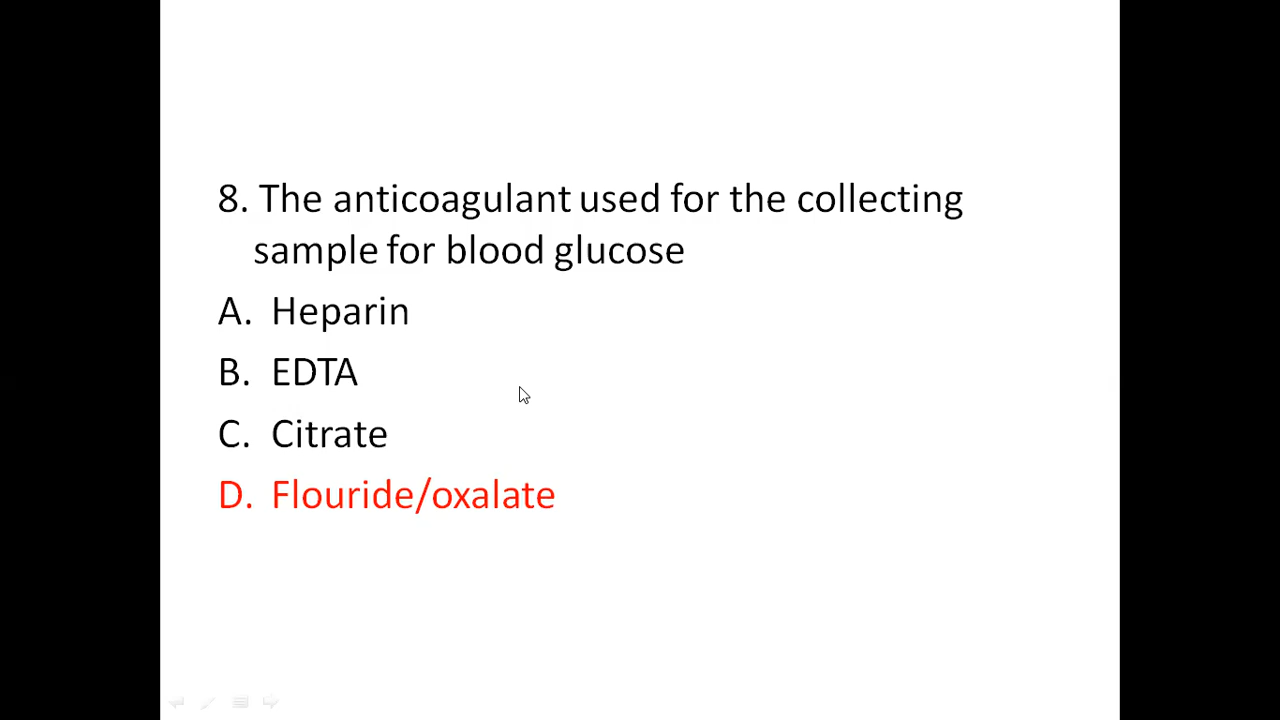 8. The anticoagulant used for the collecting
sample for blood glucose
A. Heparin
B. EDTA
C. Citrate
D. Flouride/oxalate